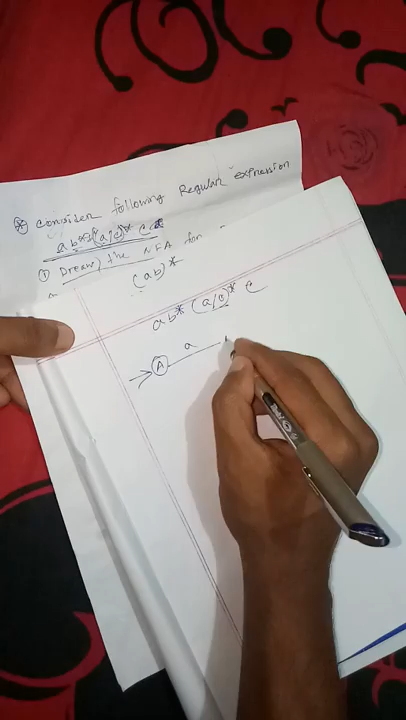 * Consider following Regular expression
ab*(a/c)* c
① Draw the NFA for
(ab)*
ab* (a/c)* c
a
A